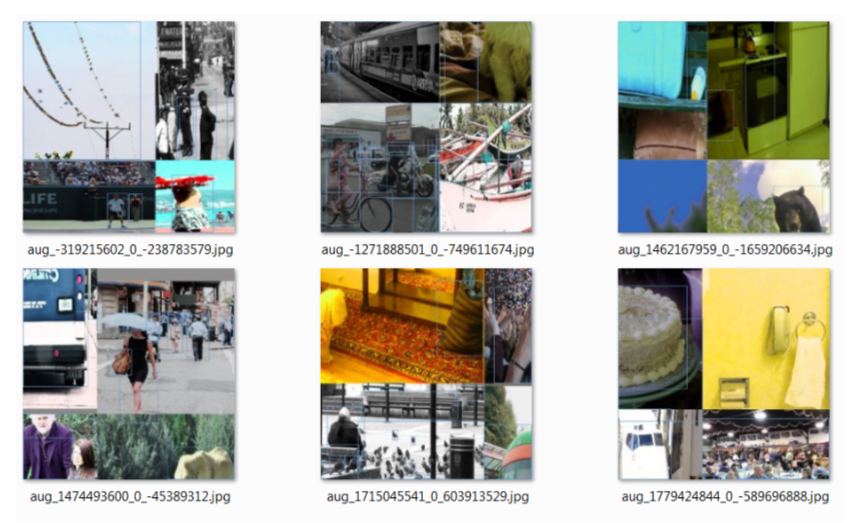 LIFE
aug_-319215602_0_-238783579.jpg
aug_-1271888501_0_-749611674.jpg
aug_1462167959_0_-1659206634.jpg
aug_1474493600_0_-45389312.jpg
aug_1715045541_0_603913529.jpg
aug_1779424844_0_-589696888.jpg